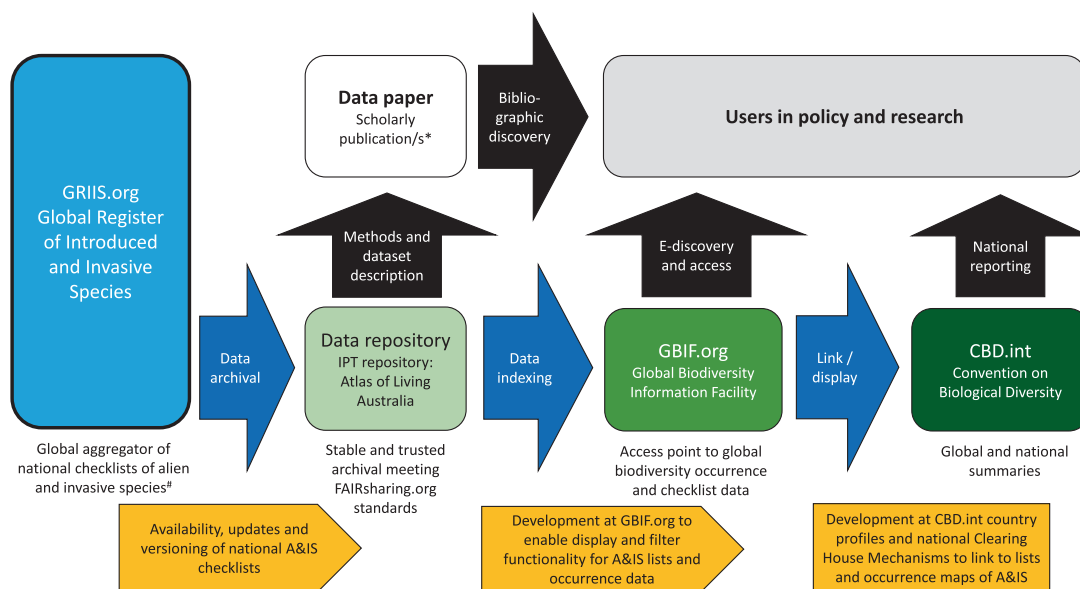 GRIIS.org
Global Register
of Introduced
and Invasive
Species
Global aggregator of
national checklists of alien
and invasive species#
Data
archival
Data paper
Scholarly
publication/s*
Biblio-
graphic
discovery
Users in policy and research
Methods and
dataset
description
E-discovery
and access
National
reporting
Data repository
IPT repository:
Atlas of Living
Australia
Stable and trusted
archival meeting
FAIRsharing.org
standards
Data
indexing
GBIF.org
Global Biodiversity
Information Facility
Access point to global
biodiversity occurrence
and checklist data
Link /
display
CBD.int
Convention on
Biological Diversity
Global and national
summaries
Availability, updates and
versioning of national A&IS
checklists
Development at GBIF.org to
enable display and filter
functionality for A&IS lists and
occurrence data
Development at CBD.int country
profiles and national Clearing
House Mechanisms to link to lists
and occurrence maps of A&IS